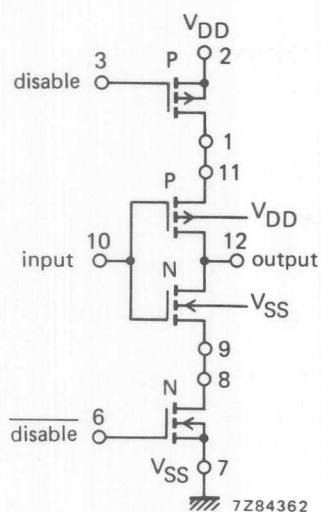 VDD
3 P 2
disable
1
11
P
VDD
10 12
input output
N
VSS
9
8
6 N
disable
VSS 7
7Z84362